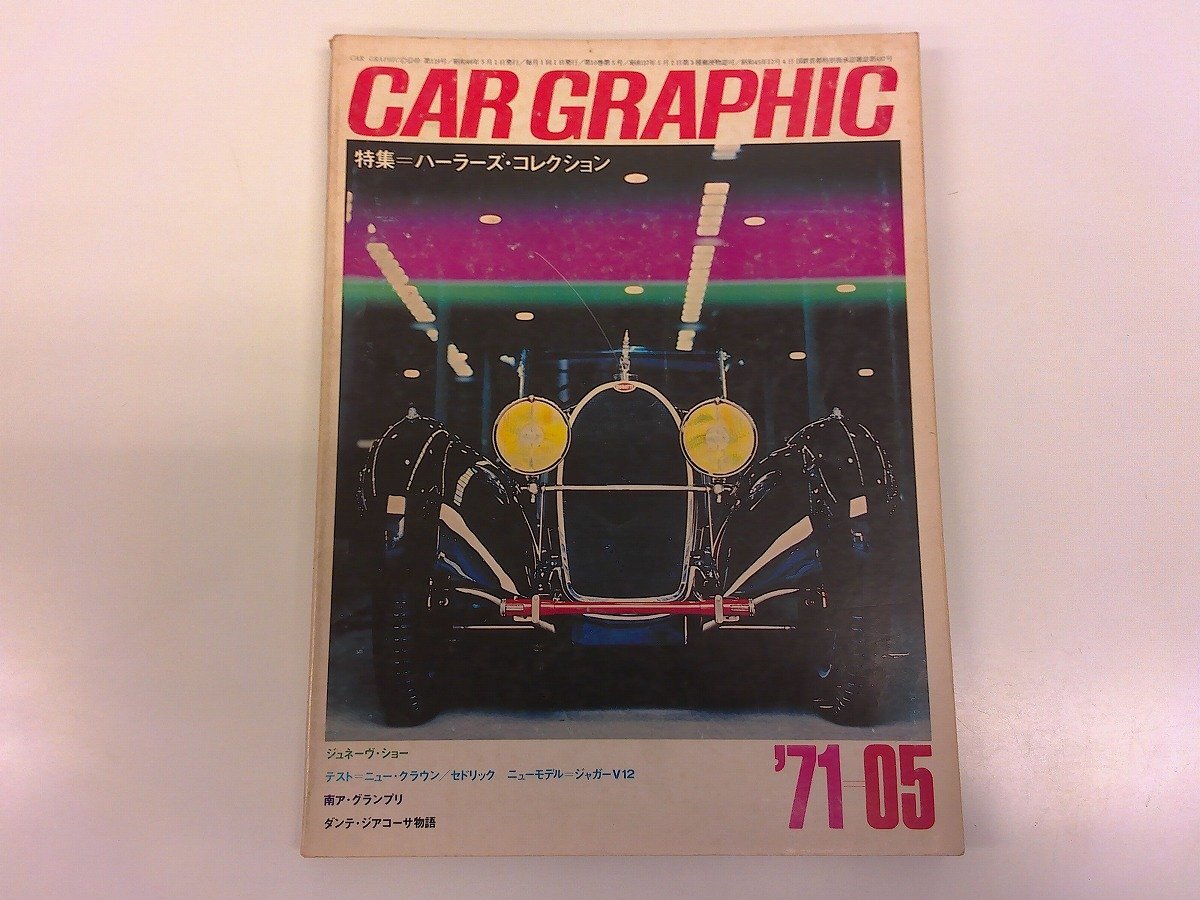 CAR GRAPHIC
特集=ハーラーズ・コレクション
ジュネーヴ・ショー
テスト=ニュー・クラウン/セドリック ニューモデル=ジャガーV12
南ア・グランプリ
ダンテ・ジアコーサ物語
'71-05